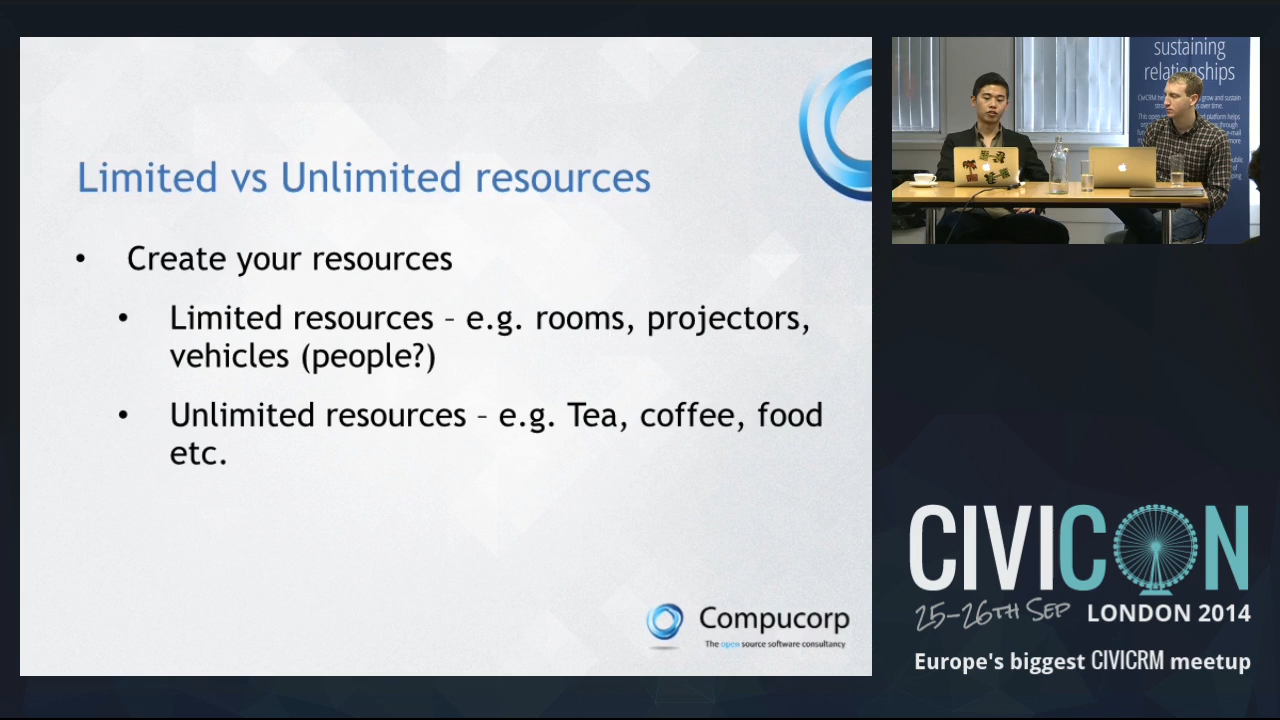 Limited vs Unlimited resources
• Create your resources
• Limited resources – e.g. rooms, projectors,
vehicles (people?)
• Unlimited resources – e.g. Tea, coffee, food
etc.
Compucorp
The open source software consultancy
sustaining
relationships
CIVICON
25-26TH SEP LONDON 2014
Europe's biggest CIVICRM meetup